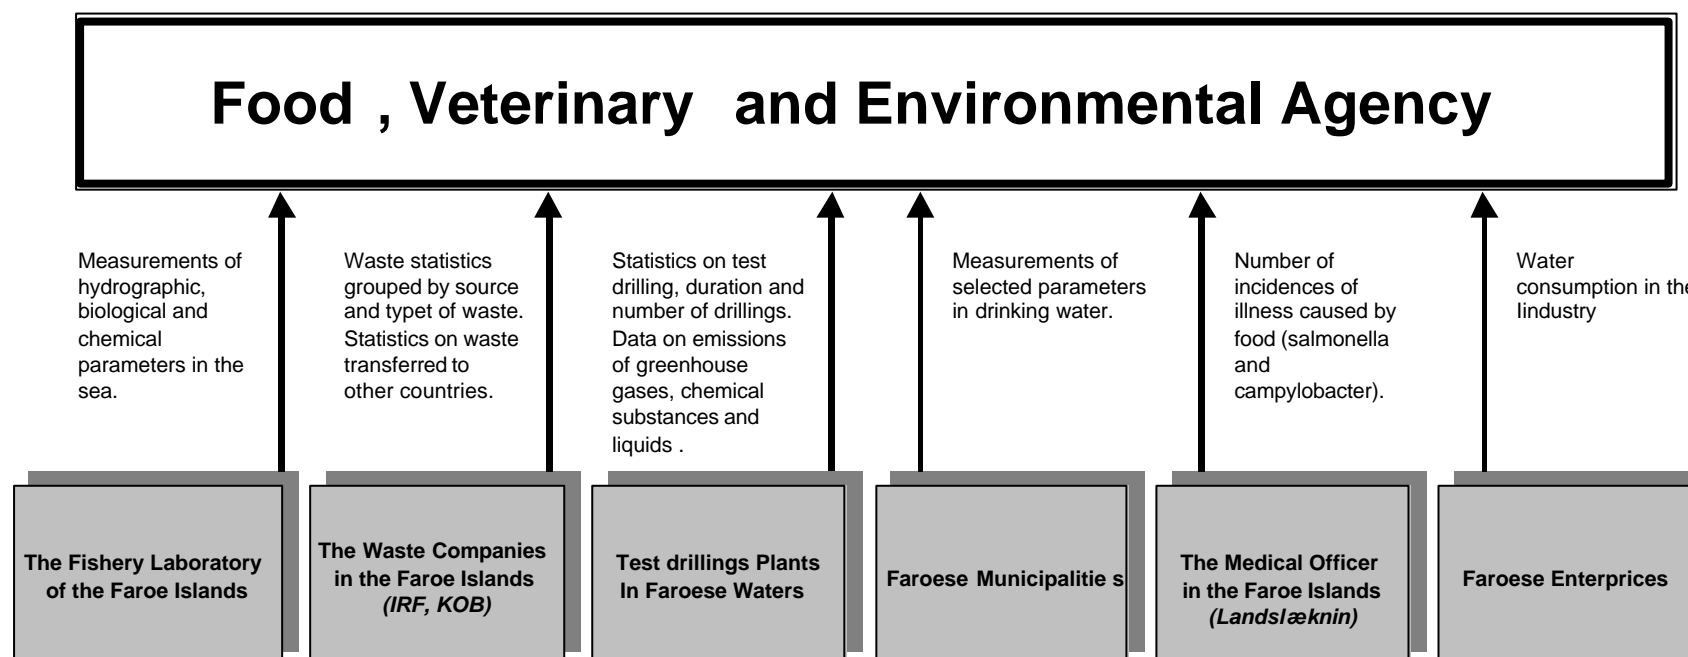 Food , Veterinary and Environmental Agency
Measurements of
hydrographic,
biological and
chemical
parameters in the
sea.
Waste statistics
grouped by source
and typet of waste.
Statistics on waste
transferred to
other countries.
Statistics on test
drilling, duration and
number of drillings.
Data on emissions
of greenhouse
gases, chemical
substances and
liquids .
Measurements of
selected parameters
in drinking water.
Number of
incidences of
illness caused by
food (salmonella
and
campylobacter).
Water
consumption in the
Iindustry
The Fishery Laboratory
of the Faroe Islands
The Waste Companies
in the Faroe Islands
(IRF, KOB)
Test drillings Plants
In Faroese Waters
Faroese Municipalitie s
The Medical Officer
in the Faroe Islands
(Landslæknin)
Faroese Enterprices